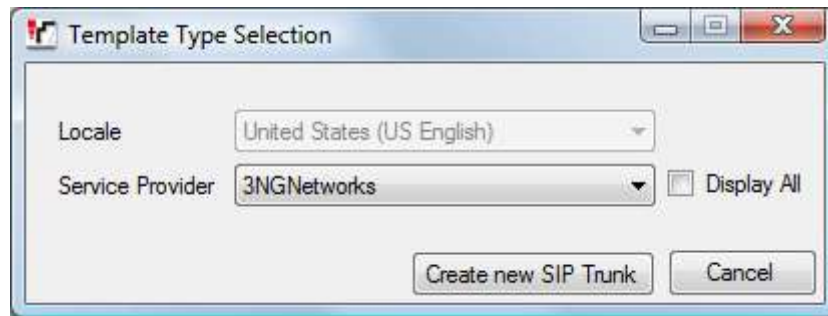 Template Type Selection
Locale United States (US English)
Service Provider 3NGNetworks Display All
Create new SIP Trunk Cancel